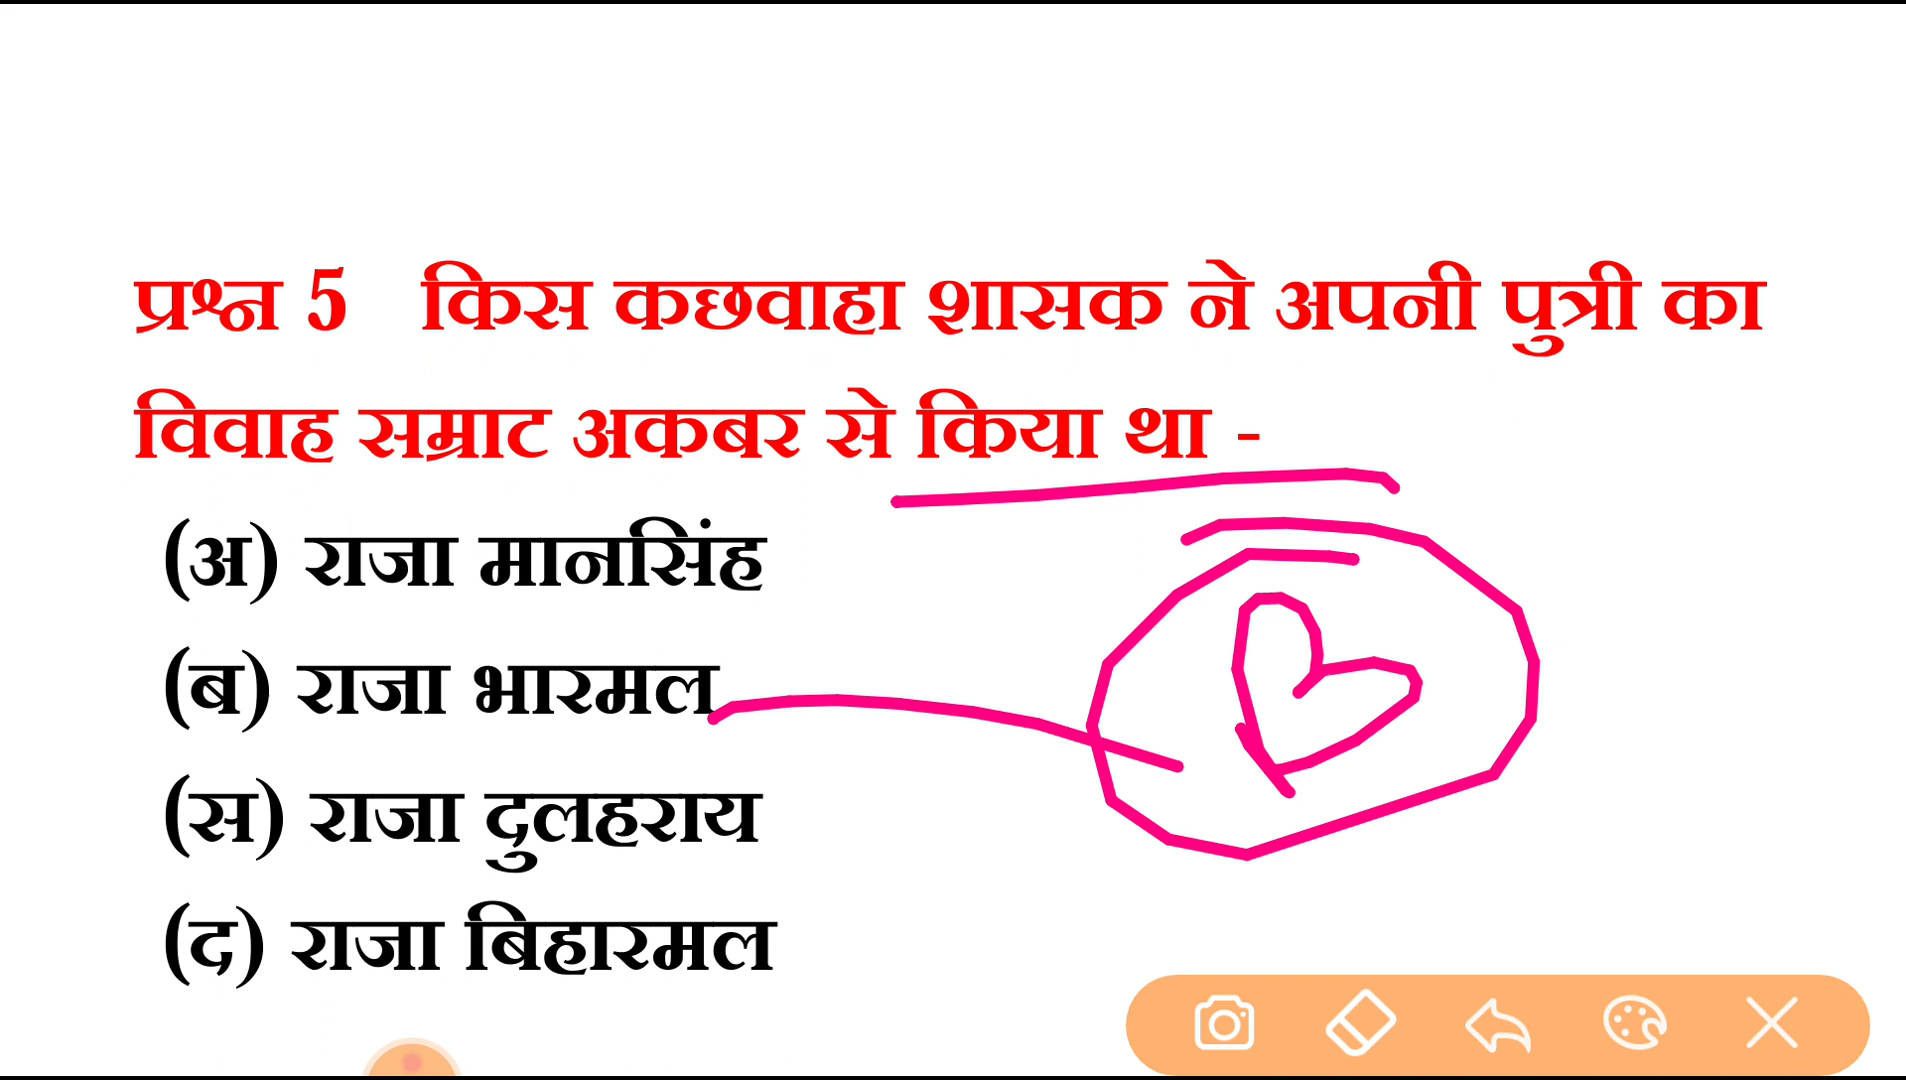 प्रश्न 5 किस कछवाहा शासक ने अपनी पुत्री का
विवाह सम्राट अकबर से किया था -
(अ) राजा मानसिंह
(ब) राजा भारमल
(स) राजा दुलहराय
(द) राजा बिहारमल